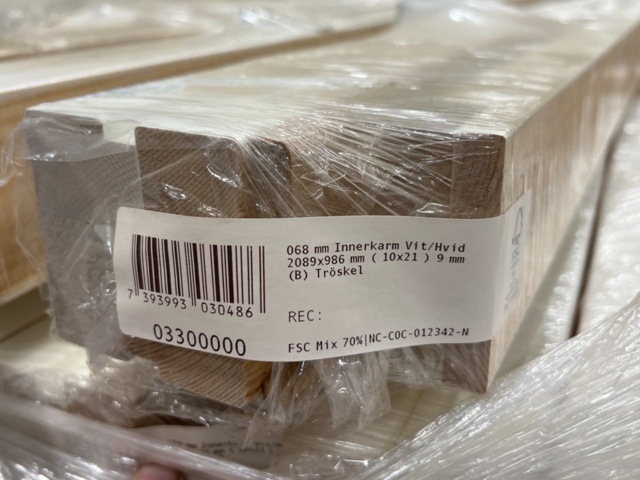 068 mm Innerkarm Vit/Hvid
2089x986 mm ( 10x21 ) 9 mm
(B) Tröskel
7 393993 030486
REC:
03300000
FSC Mix 70%|NC-COC-012342-N